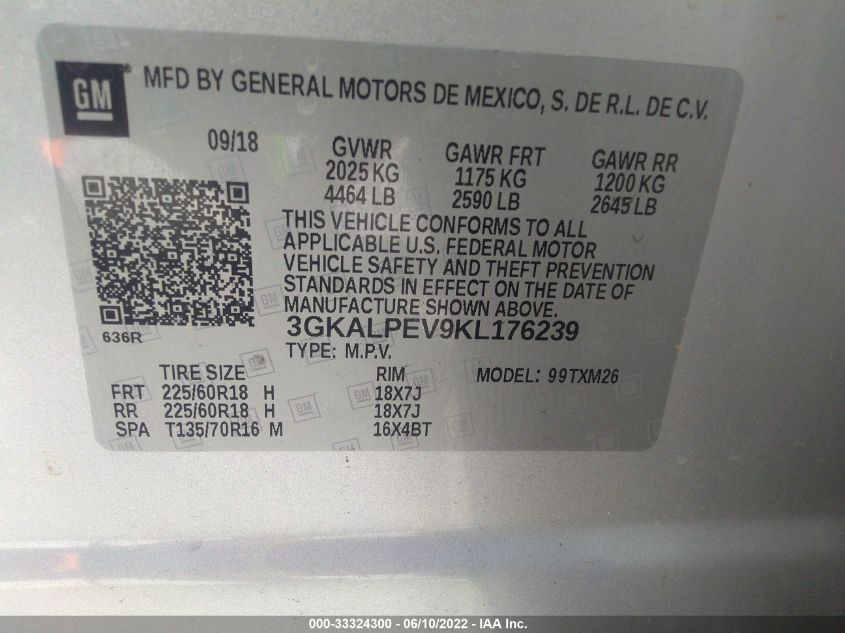 GM
MFD BY GENERAL MOTORS DE MEXICO, S. DE R.L. DE C.V.
09/18 GVWR GAWR FRT GAWR RR
2025 KG 1175 KG 1200 KG
4464 LB 2590 LB 2645 LB
THIS VEHICLE CONFORMS TO ALL
APPLICABLE U.S. FEDERAL MOTOR
VEHICLE SAFETY AND THEFT PREVENTION
STANDARDS IN EFFECT ON THE DATE OF
MANUFACTURE SHOWN ABOVE.
636R
3GKALPEV9KL176239
TYPE: M.P.V.
TIRE SIZE RIM MODEL: 99TXM26
FRT 225/60R18 H 18X7J
RR 225/60R18 H 18X7J
SPA T135/70R16 M 16X4BT
000-33324300 - 06/10/2022 - IAA Inc.